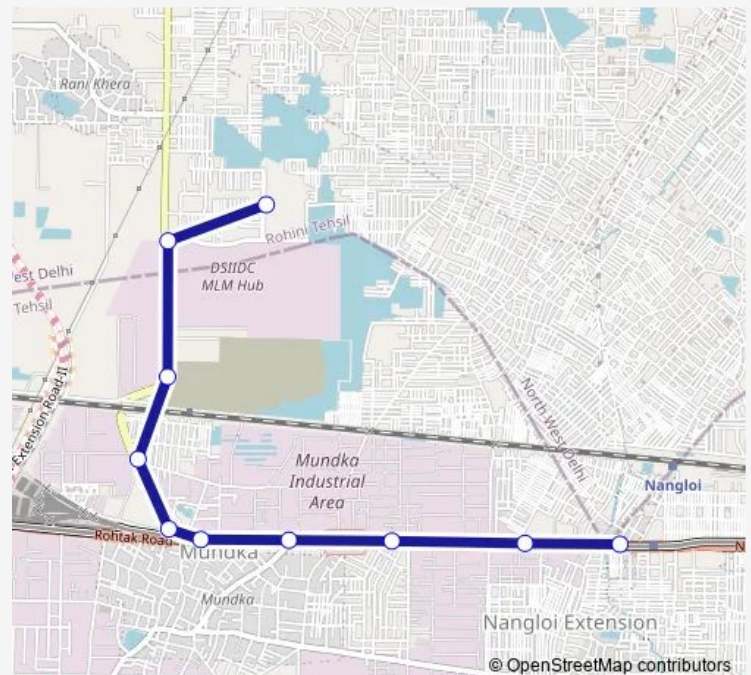 Rani Khera
Rohini Tehsil
DSIIDC
MLM Hub
est Delhi
Tehsil
Extension Road-II
North West Delhi
Mundka
Industrial
Area
Nangloi
Rohtak Road
N
Mundka
Mundka
Nangloi Extension
© OpenStreetMap contributors